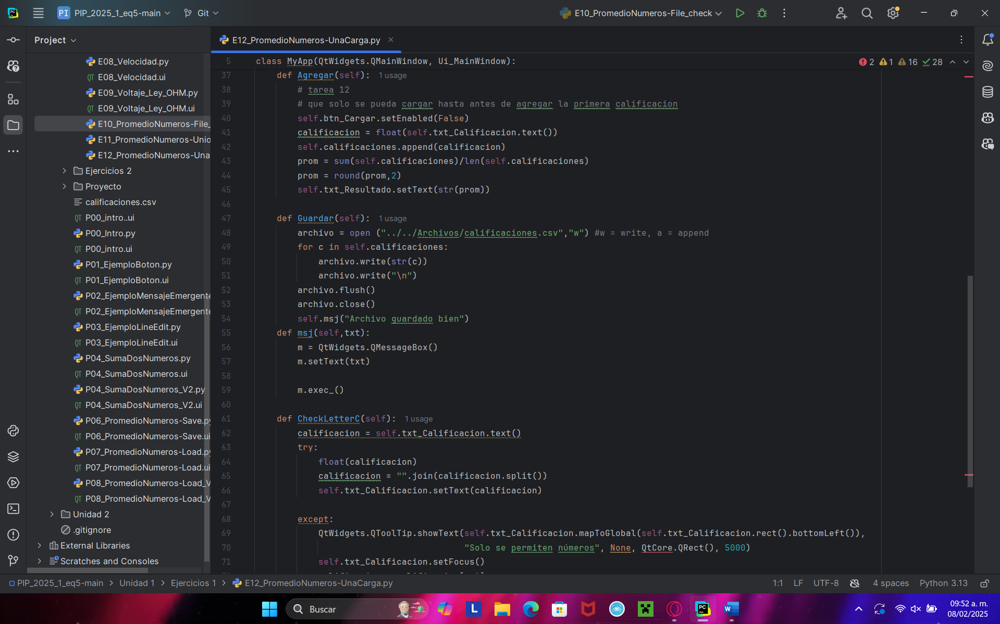 PI PIP_2025_1_eq5-main Git E10_PromedioNumeros-File_check
Project
E12_PromedioNumeros-UnaCarga.py
E08_Velocidad.py
E08_Velocidad.ui
E09_Voltaje_Ley_OHM.py
E09_Voltaje_Ley_OHM.ui
E10_PromedioNumeros-File_
E11_PromedioNumeros-Unio
E12_PromedioNumeros-Una
Ejercicios 2
Proyecto
calificaciones.csv
P00_intro..ui
P00_Intro.py
P00_intro.ui
P01_EjemploBoton.py
P01_EjemploBoton.ui
P02_EjemploMensajeEmergente
P02_EjemploMensajeEmergente
P03_EjemploLineEdit.py
P03_EjemploLineEdit.ui
P04_SumaDosNumeros.py
P04_SumaDosNumeros.ui
P04_SumaDosNumeros_V2.py
P04_SumaDosNumeros_V2.ui
P06_PromedioNumeros-Save.py
P06_PromedioNumeros-Save.ui
P07_PromedioNumeros-Load.py
P07_PromedioNumeros-Load.ui
P08_PromedioNumeros-Load_V
P08_PromedioNumeros-Load_V
Unidad 2
.gitignore
External Libraries
Scratches and Consoles
5 class MyApp(QtWidgets.QMainWindow, Ui_MainWindow): 2 1 16 28
37 def Agregar(self): 1 usage
38 # tarea 12
39 # que solo se pueda cargar hasta antes de agregar la primera calificacion
40 self.btn_Cargar.setEnabled(False)
41 calificacion = float(self.txt_Calificacion.text())
42 self.calificaciones.append(calificacion)
43 prom = sum(self.calificaciones)/len(self.calificaciones)
44 prom = round(prom,2)
45 self.txt_Resultado.setText(str(prom))
46
47 def Guardar(self): 1 usage
48 archivo = open ("../../Archivos/calificaciones.csv","w") #w = write, a = append
49 for c in self.calificaciones:
50 archivo.write(str(c))
51 archivo.write("\n")
52 archivo.flush()
53 archivo.close()
54 self.msj("Archivo guardado bien")
55 def msj(self,txt):
56 m = QtWidgets.QMessageBox()
57 m.setText(txt)
58
59 m.exec_()
60
61 def CheckLetterC(self): 1 usage
62 calificacion = self.txt_Calificacion.text()
63 try:
64 float(calificacion)
65 calificacion = "".join(calificacion.split())
66 self.txt_Calificacion.setText(calificacion)
67
68 except:
69 QtWidgets.QToolTip.showText(self.txt_Calificacion.mapToGlobal(self.txt_Calificacion.rect().bottomLeft()),
70 "Solo se permiten números", None, QtCore.QRect(), 5000)
71 self.txt_Calificacion.setFocus()
PIP_2025_1_eq5-main > Unidad 1 > Ejercicios 1 > E12_PromedioNumeros-UnaCarga.py 1:1 LF UTF-8 4 spaces Python 3.13
Buscar
09:52 a. m.
08/02/2025